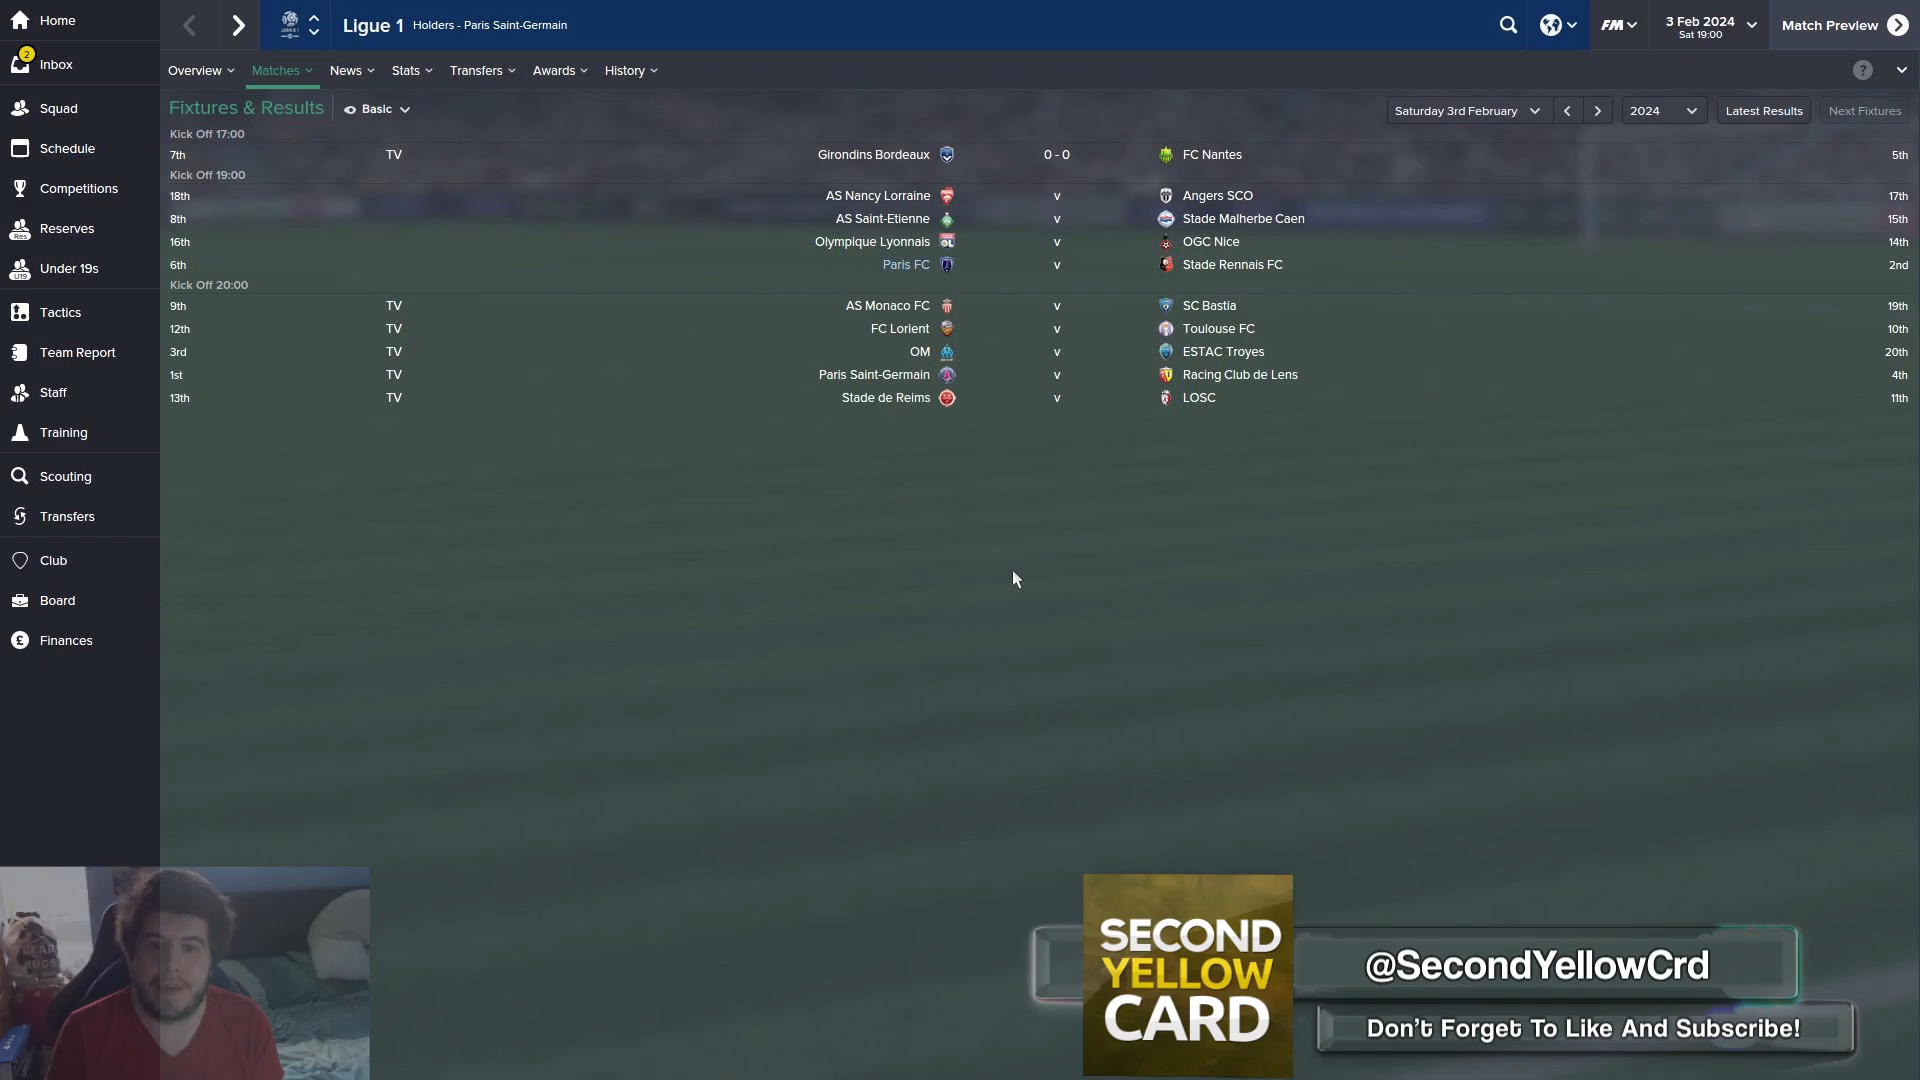 Home
2
Inbox
Squad
Schedule
Competitions
Res
Reserves
U19
Under 19s
Tactics
Team Report
Staff
Training
Scouting
Transfers
Club
Board
Finances
Ligue 1 Holders - Paris Saint-Germain
FM
3 Feb 2024
Sat 19:00
Match Preview
Overview Matches News Stats Transfers Awards History ?
Fixtures & Results Basic Saturday 3rd February 2024 Latest Results Next Fixtures
Kick Off 17:00
7th TV Girondins Bordeaux 0 - 0 FC Nantes 5th
Kick Off 19:00
18th AS Nancy Lorraine v Angers SCO 17th
8th AS Saint-Etienne v Stade Malherbe Caen 15th
16th Olympique Lyonnais v OGC Nice 14th
6th Paris FC v Stade Rennais FC 2nd
Kick Off 20:00
9th TV AS Monaco FC v SC Bastia 19th
12th TV FC Lorient v Toulouse FC 10th
3rd TV OM v ESTAC Troyes 20th
1st TV Paris Saint-Germain v Racing Club de Lens 4th
13th TV Stade de Reims v LOSC 11th
BEAR
HUGS
SECOND
YELLOW
CARD
@SecondYellowCrd
Don't Forget To Like And Subscribe!